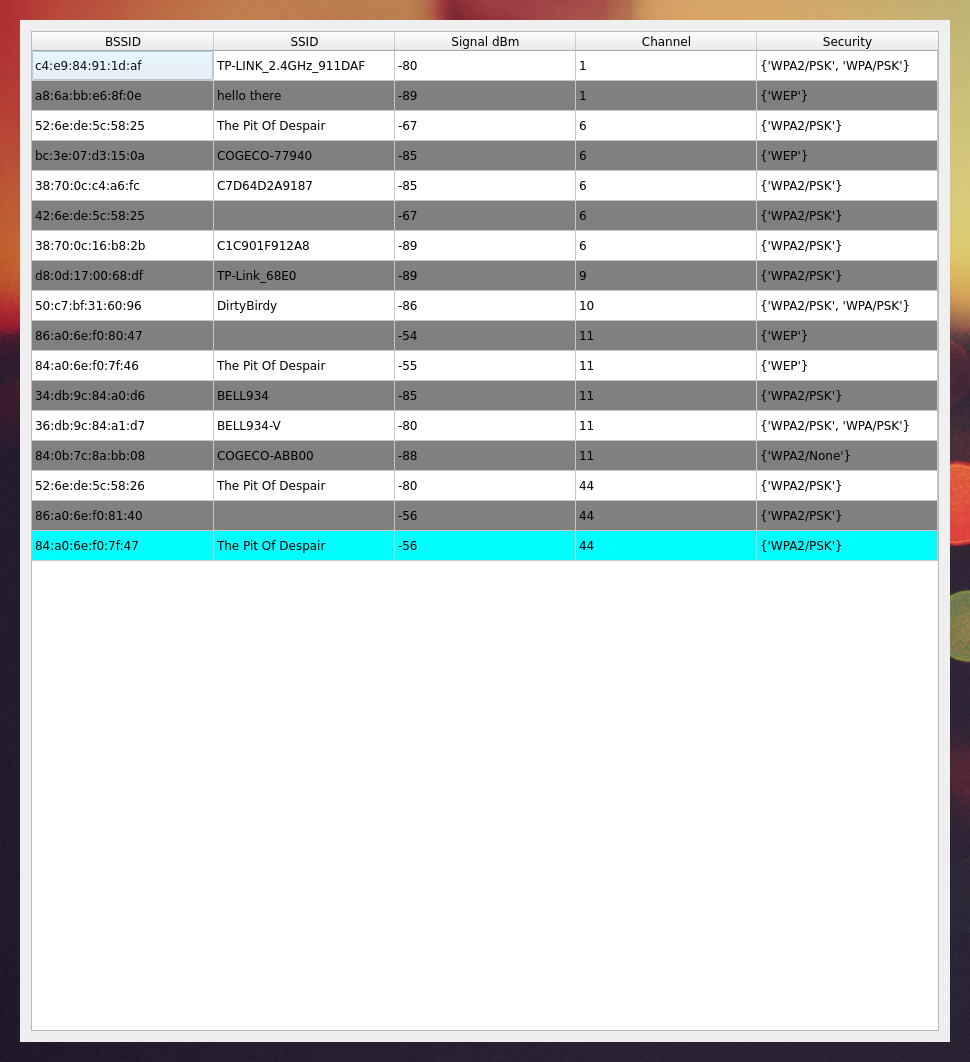 BSSID SSID Signal dBm Channel Security
c4:e9:84:91:1d:af TP-LINK_2.4GHz_911DAF -80 1 {'WPA2/PSK', 'WPA/PSK'}
a8:6a:bb:e6:8f:0e hello there -89 1 {'WEP'}
52:6e:de:5c:58:25 The Pit Of Despair -67 6 {'WPA2/PSK'}
bc:3e:07:d3:15:0a COGECO-77940 -85 6 {'WEP'}
38:70:0c:c4:a6:fc C7D64D2A9187 -85 6 {'WPA2/PSK'}
42:6e:de:5c:58:25 -67 6 {'WPA2/PSK'}
38:70:0c:16:b8:2b C1C901F912A8 -89 6 {'WPA2/PSK'}
d8:0d:17:00:68:df TP-Link_68E0 -89 9 {'WPA2/PSK'}
50:c7:bf:31:60:96 DirtyBirdy -86 10 {'WPA2/PSK', 'WPA/PSK'}
86:a0:6e:f0:80:47 -54 11 {'WEP'}
84:a0:6e:f0:7f:46 The Pit Of Despair -55 11 {'WEP'}
34:db:9c:84:a0:d6 BELL934 -85 11 {'WPA2/PSK'}
36:db:9c:84:a1:d7 BELL934-V -80 11 {'WPA2/PSK', 'WPA/PSK'}
84:0b:7c:8a:bb:08 COGECO-ABB00 -88 11 {'WPA2/None'}
52:6e:de:5c:58:26 The Pit Of Despair -80 44 {'WPA2/PSK'}
86:a0:6e:f0:81:40 -56 44 {'WPA2/PSK'}
84:a0:6e:f0:7f:47 The Pit Of Despair -56 44 {'WPA2/PSK'}